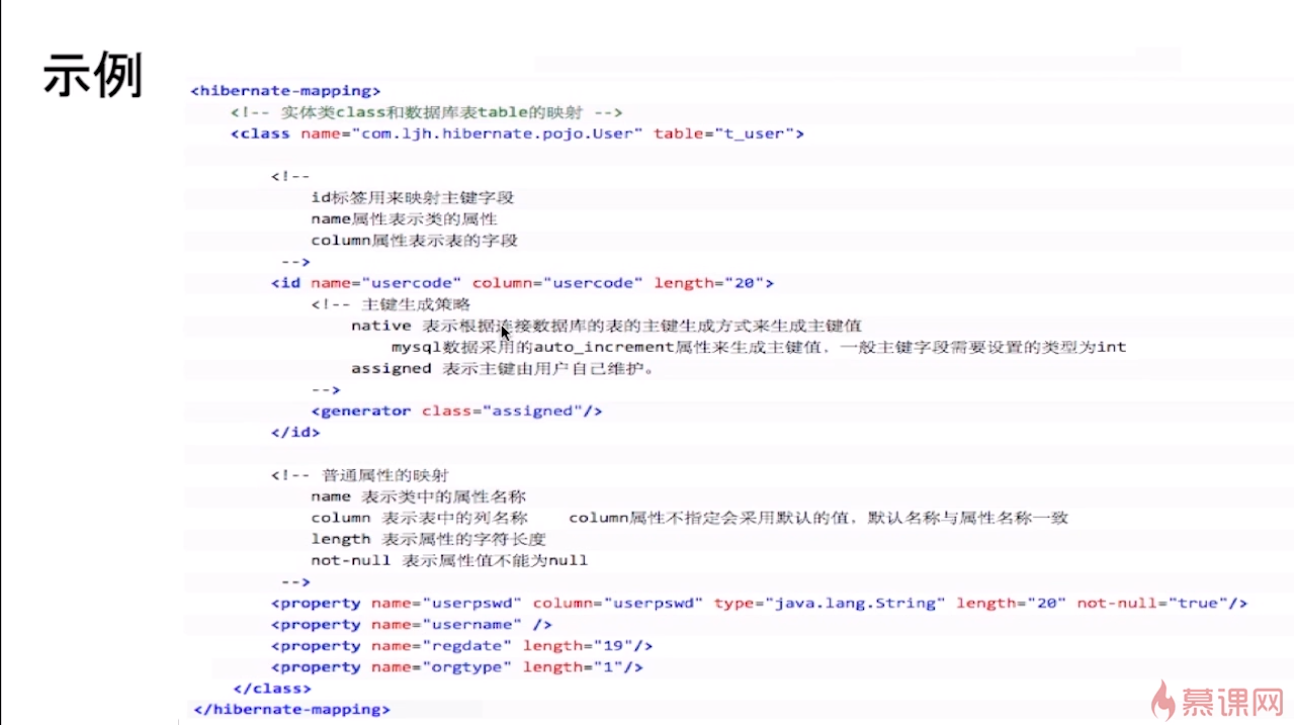 示例
<hibernate-mapping>
<!-- 实体类class和数据库表table的映射 -->
<class name="com.ljh.hibernate.pojo.User" table="t_user">
<!--
id标签用来映射主键字段
name属性表示类的属性
column属性表示表的字段
-->
<id name="usercode" column="usercode" length="20">
<!-- 主键生成策略
native 表示根据连接数据库的表的主键生成方式来生成主键值
mysql数据采用的auto_increment属性来生成主键值，一般主键字段需要设置的类型为int
assigned 表示主键由用户自己维护。
-->
<generator class="assigned"/>
</id>
<!-- 普通属性的映射
name 表示类中的属性名称
column 表示表中的列名称 column属性不指定会采用默认的值，默认名称与属性名称一致
length 表示属性的字符长度
not-null 表示属性值不能为null
-->
<property name="userpswd" column="userpswd" type="java.lang.String" length="20" not-null="true"/>
<property name="username" />
<property name="regdate" length="19"/>
<property name="orgtype" length="1"/>
</class>
</hibernate-mapping>
慕课网